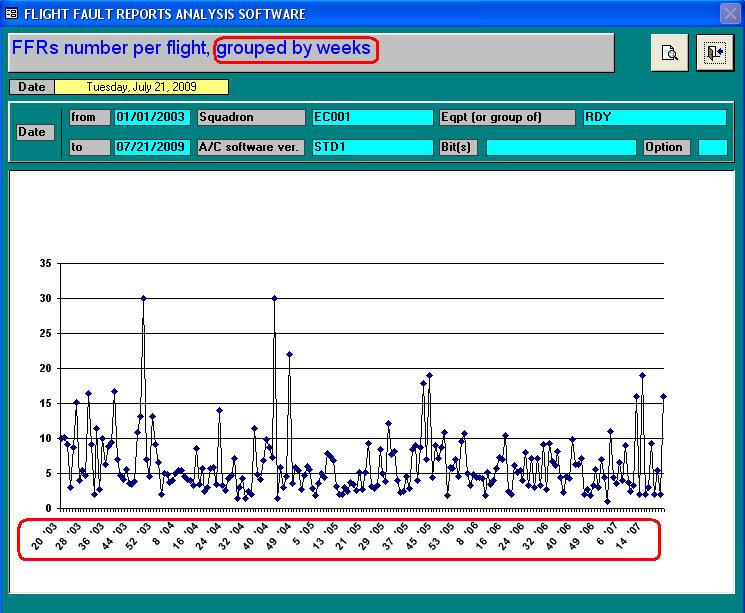 FLIGHT FAULT REPORTS ANALYSIS SOFTWARE
FFRs number per flight, grouped by weeks
Date Tuesday, July 21, 2009
Date
from 01/01/2003 Squadron EC001 Eqpt (or group of) RDY
to 07/21/2009 A/C software ver. STD1 Bit(s) Option
35
30
25
20
15
10
5
0
20 '03 28 '03 36 '03 44 '03 52 '03 8 '04 16 '04 24 '04 32 '04 40 '04 49 '04 5 '05 13 '05 21 '05 29 '05 37 '05 45 '05 53 '05 8 '06 16 '06 24 '06 32 '06 40 '06 49 '06 6 '07 14 '07